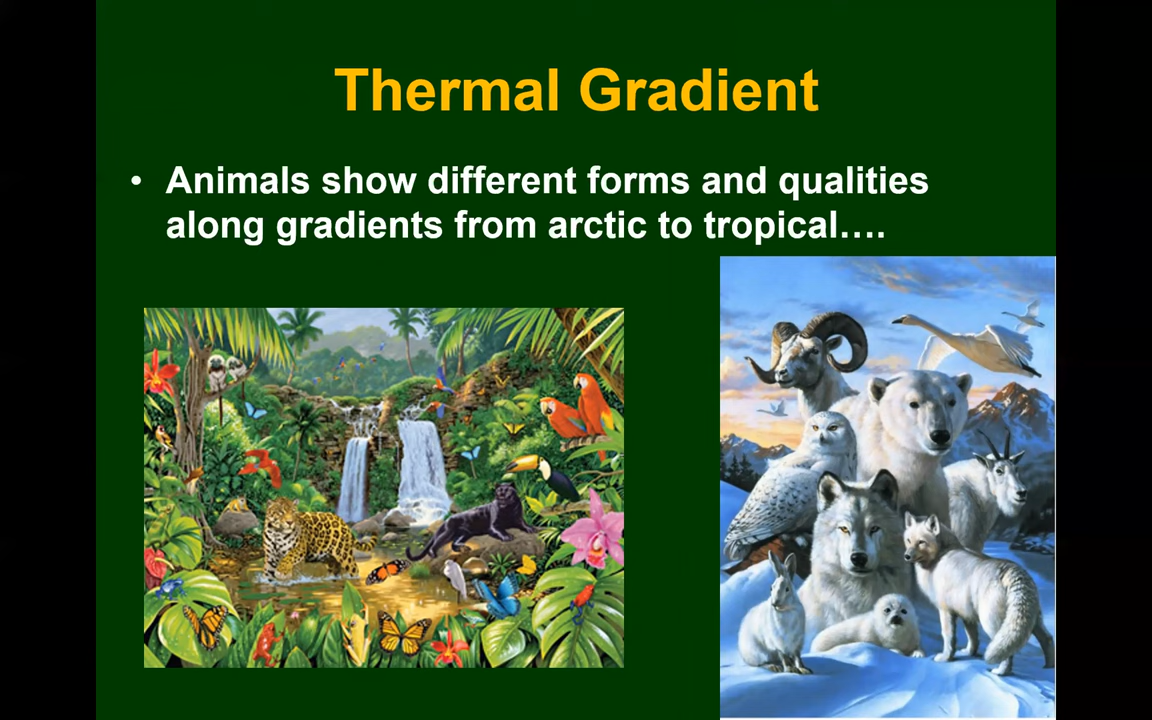 Thermal Gradient
• Animals show different forms and qualities
along gradients from arctic to tropical….